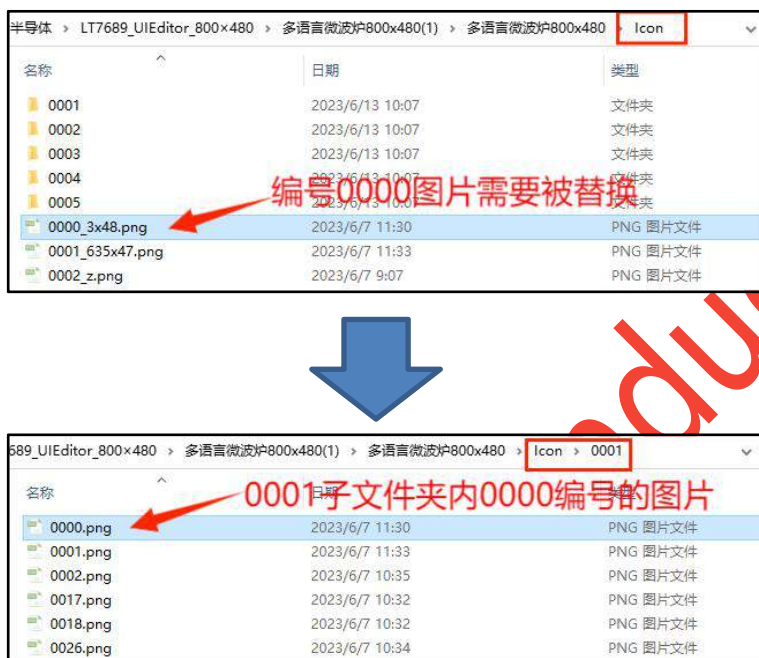 半导体 > LT7689_UIEditor_800×480 > 多语言微波炉800x480(1) > 多语言微波炉800x480 > Icon
名称 日期 类型
0001 2023/6/13 10:07 文件夹
0002 2023/6/13 10:07 文件夹
0003 2023/6/13 10:07 文件夹
0004 2023/6/13 10:07 文件夹
编号0000图片需要被替换
0005 2023/6/13 10:07 文件夹
0000_3x48.png 2023/6/7 11:30 PNG 图片文件
0001_635x47.png 2023/6/7 11:33 PNG 图片文件
0002_z.png 2023/6/7 9:07 PNG 图片文件
689_UIEditor_800×480 > 多语言微波炉800x480(1) > 多语言微波炉800x480 > Icon > 0001
名称 日期
0001子文件夹内0000编号的图片
0000.png 2023/6/7 11:30 PNG 图片文件
0001.png 2023/6/7 11:33 PNG 图片文件
0002.png 2023/6/7 10:35 PNG 图片文件
0017.png 2023/6/7 10:32 PNG 图片文件
0018.png 2023/6/7 10:32 PNG 图片文件
0026.png 2023/6/7 10:34 PNG 图片文件